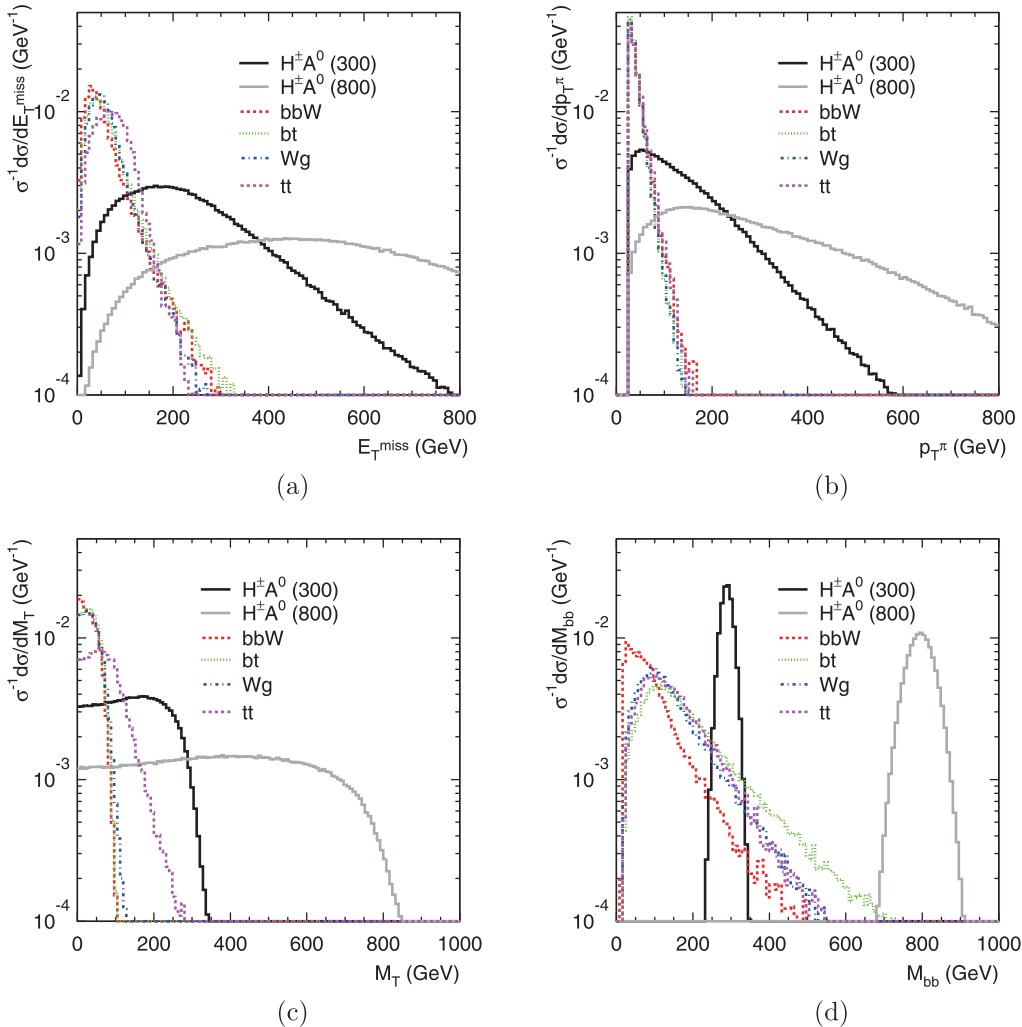 σ⁻¹dσ/dE_T^miss (GeV⁻¹)
10⁻²
10⁻³
10⁻⁴
H±A⁰ (300)
H±A⁰ (800)
bbW
bt
Wg
tt
0 200 400 600 800
E_T^miss (GeV)
(a)
σ⁻¹dσ/dp_T^π (GeV⁻¹)
10⁻²
10⁻³
10⁻⁴
H±A⁰ (300)
H±A⁰ (800)
bbW
bt
Wg
tt
0 200 400 600 800
p_T^π (GeV)
(b)
σ⁻¹dσ/dM_T (GeV⁻¹)
10⁻²
10⁻³
10⁻⁴
H±A⁰ (300)
H±A⁰ (800)
bbW
bt
Wg
tt
0 200 400 600 800 1000
M_T (GeV)
(c)
σ⁻¹dσ/dM_bb (GeV⁻¹)
10⁻²
10⁻³
10⁻⁴
H±A⁰ (300)
H±A⁰ (800)
bbW
bt
Wg
tt
0 200 400 600 800 1000
M_bb (GeV)
(d)